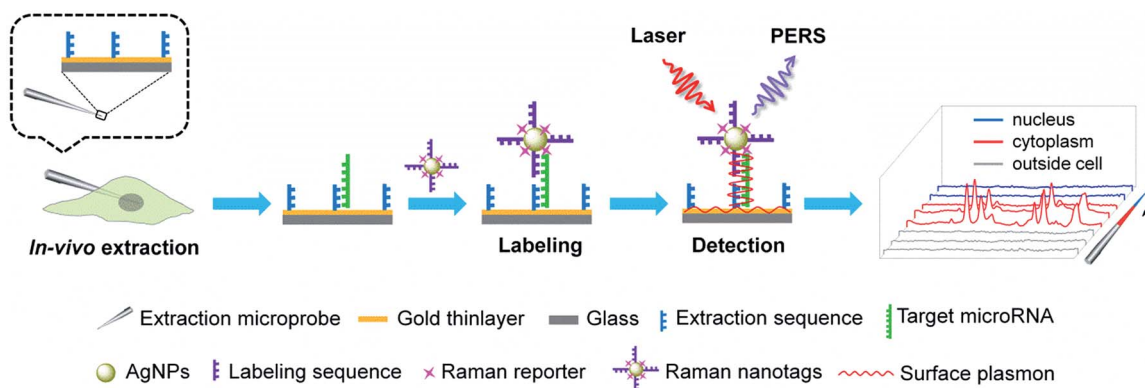 Laser PERS
nucleus
cytoplasm
outside cell
In-vivo extraction
Labeling
Detection
Extraction microprobe Gold thinlayer Glass Extraction sequence Target microRNA
AgNPs Labeling sequence Raman reporter Raman nanotags Surface plasmon